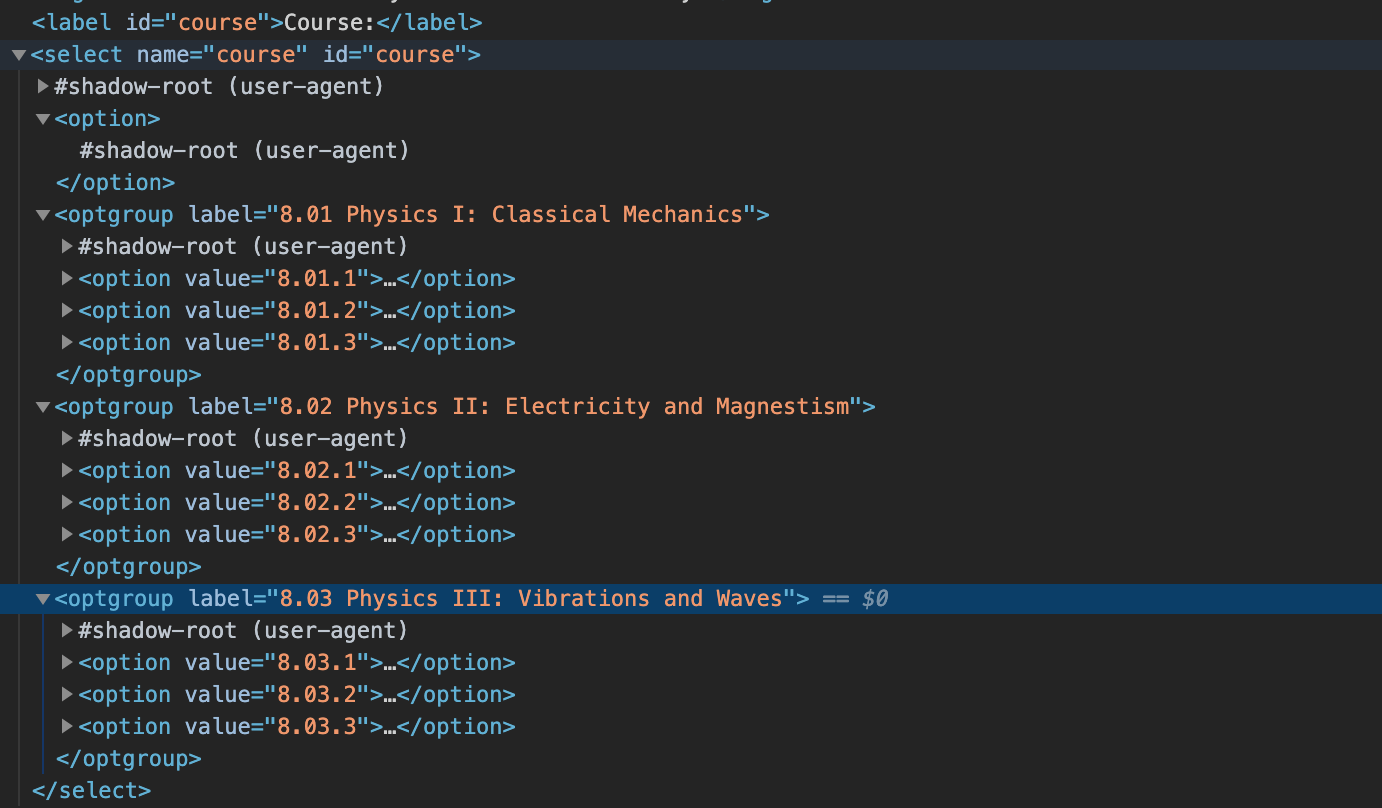 <label id="course">Course:</label>
<select name="course" id="course">
#shadow-root (user-agent)
<option>
#shadow-root (user-agent)
</option>
<optgroup label="8.01 Physics I: Classical Mechanics">
#shadow-root (user-agent)
<option value="8.01.1">…</option>
<option value="8.01.2">…</option>
<option value="8.01.3">…</option>
</optgroup>
<optgroup label="8.02 Physics II: Electricity and Magnestism">
#shadow-root (user-agent)
<option value="8.02.1">…</option>
<option value="8.02.2">…</option>
<option value="8.02.3">…</option>
</optgroup>
<optgroup label="8.03 Physics III: Vibrations and Waves"> == $0
#shadow-root (user-agent)
<option value="8.03.1">…</option>
<option value="8.03.2">…</option>
<option value="8.03.3">…</option>
</optgroup>
</select>